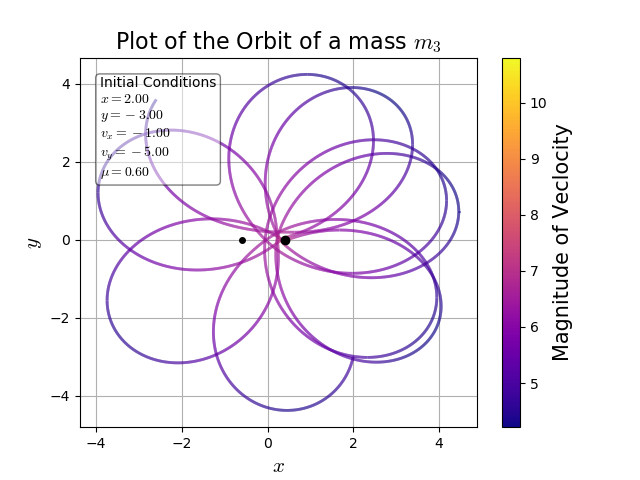 Plot of the Orbit of a mass m₃
Initial Conditions
x = 2.00
y = −3.00
vₓ = −1.00
v_y = −5.00
μ = 0.60
4
2
0
−2
−4
−4
−2
0
2
4
x
y
10
9
8
7
6
5
Magnitude of Veclocity